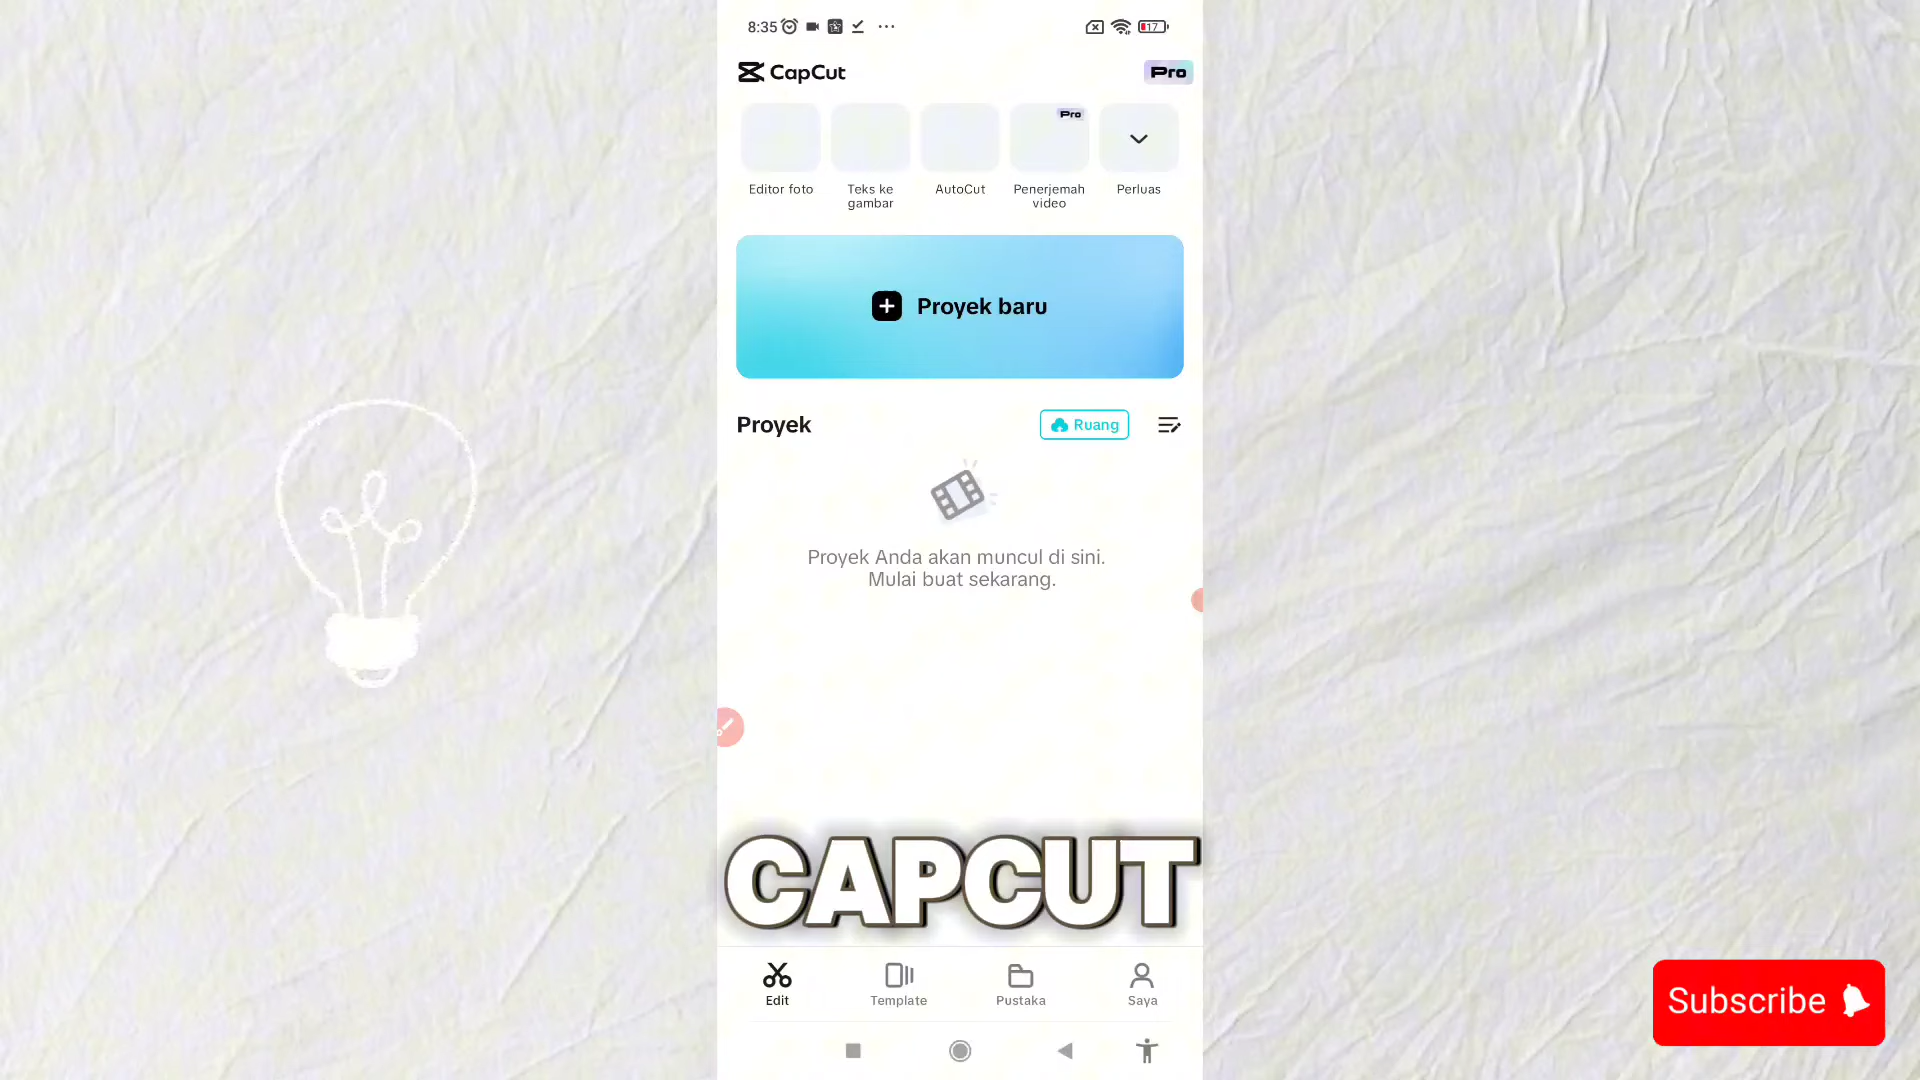 8:35
17
CapCut
Pro
Pro
Editor foto
Teks ke
gambar
AutoCut
Penerjemah
video
Perluas
Proyek baru
Proyek
Ruang
Proyek Anda akan muncul di sini.
Mulai buat sekarang.
CAPCUT
Edit
Template
Pustaka
Saya
Subscribe